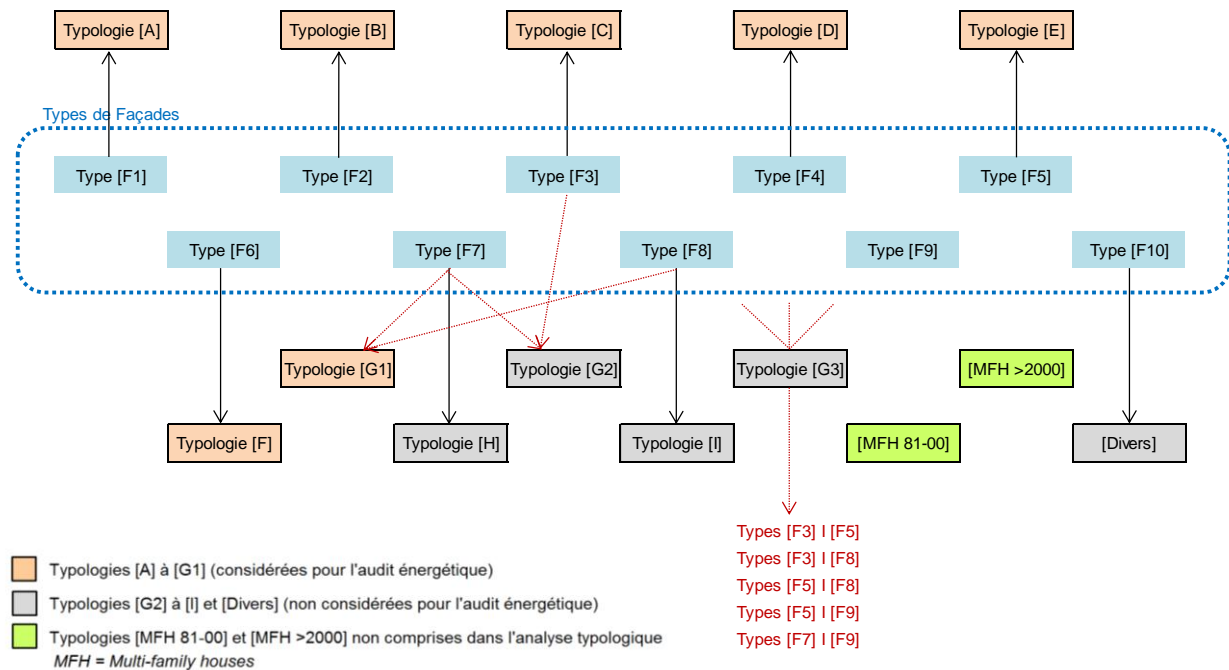 Typologie [A]
Typologie [B]
Typologie [C]
Typologie [D]
Typologie [E]
Types de Façades
Type [F1]
Type [F2]
Type [F3]
Type [F4]
Type [F5]
Type [F6]
Type [F7]
Type [F8]
Type [F9]
Type [F10]
Typologie [G1]
Typologie [G2]
Typologie [G3]
[MFH >2000]
Typologie [F]
Typologie [H]
Typologie [I]
[MFH 81-00]
[Divers]
Types [F3] I [F5]
Types [F3] I [F8]
Types [F5] I [F8]
Types [F5] I [F9]
Types [F7] I [F9]
Typologies [A] à [G1] (considérées pour l'audit énergétique)
Typologies [G2] à [I] et [Divers] (non considérées pour l'audit énergétique)
Typologies [MFH 81-00] et [MFH >2000] non comprises dans l'analyse typologique
MFH = Multi-family houses